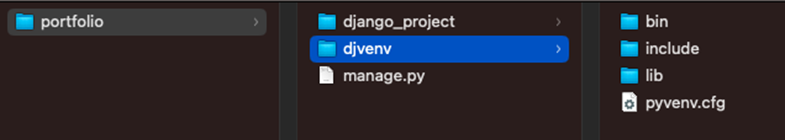 portfolio
django_project
djvenv
manage.py
bin
include
lib
pyvenv.cfg